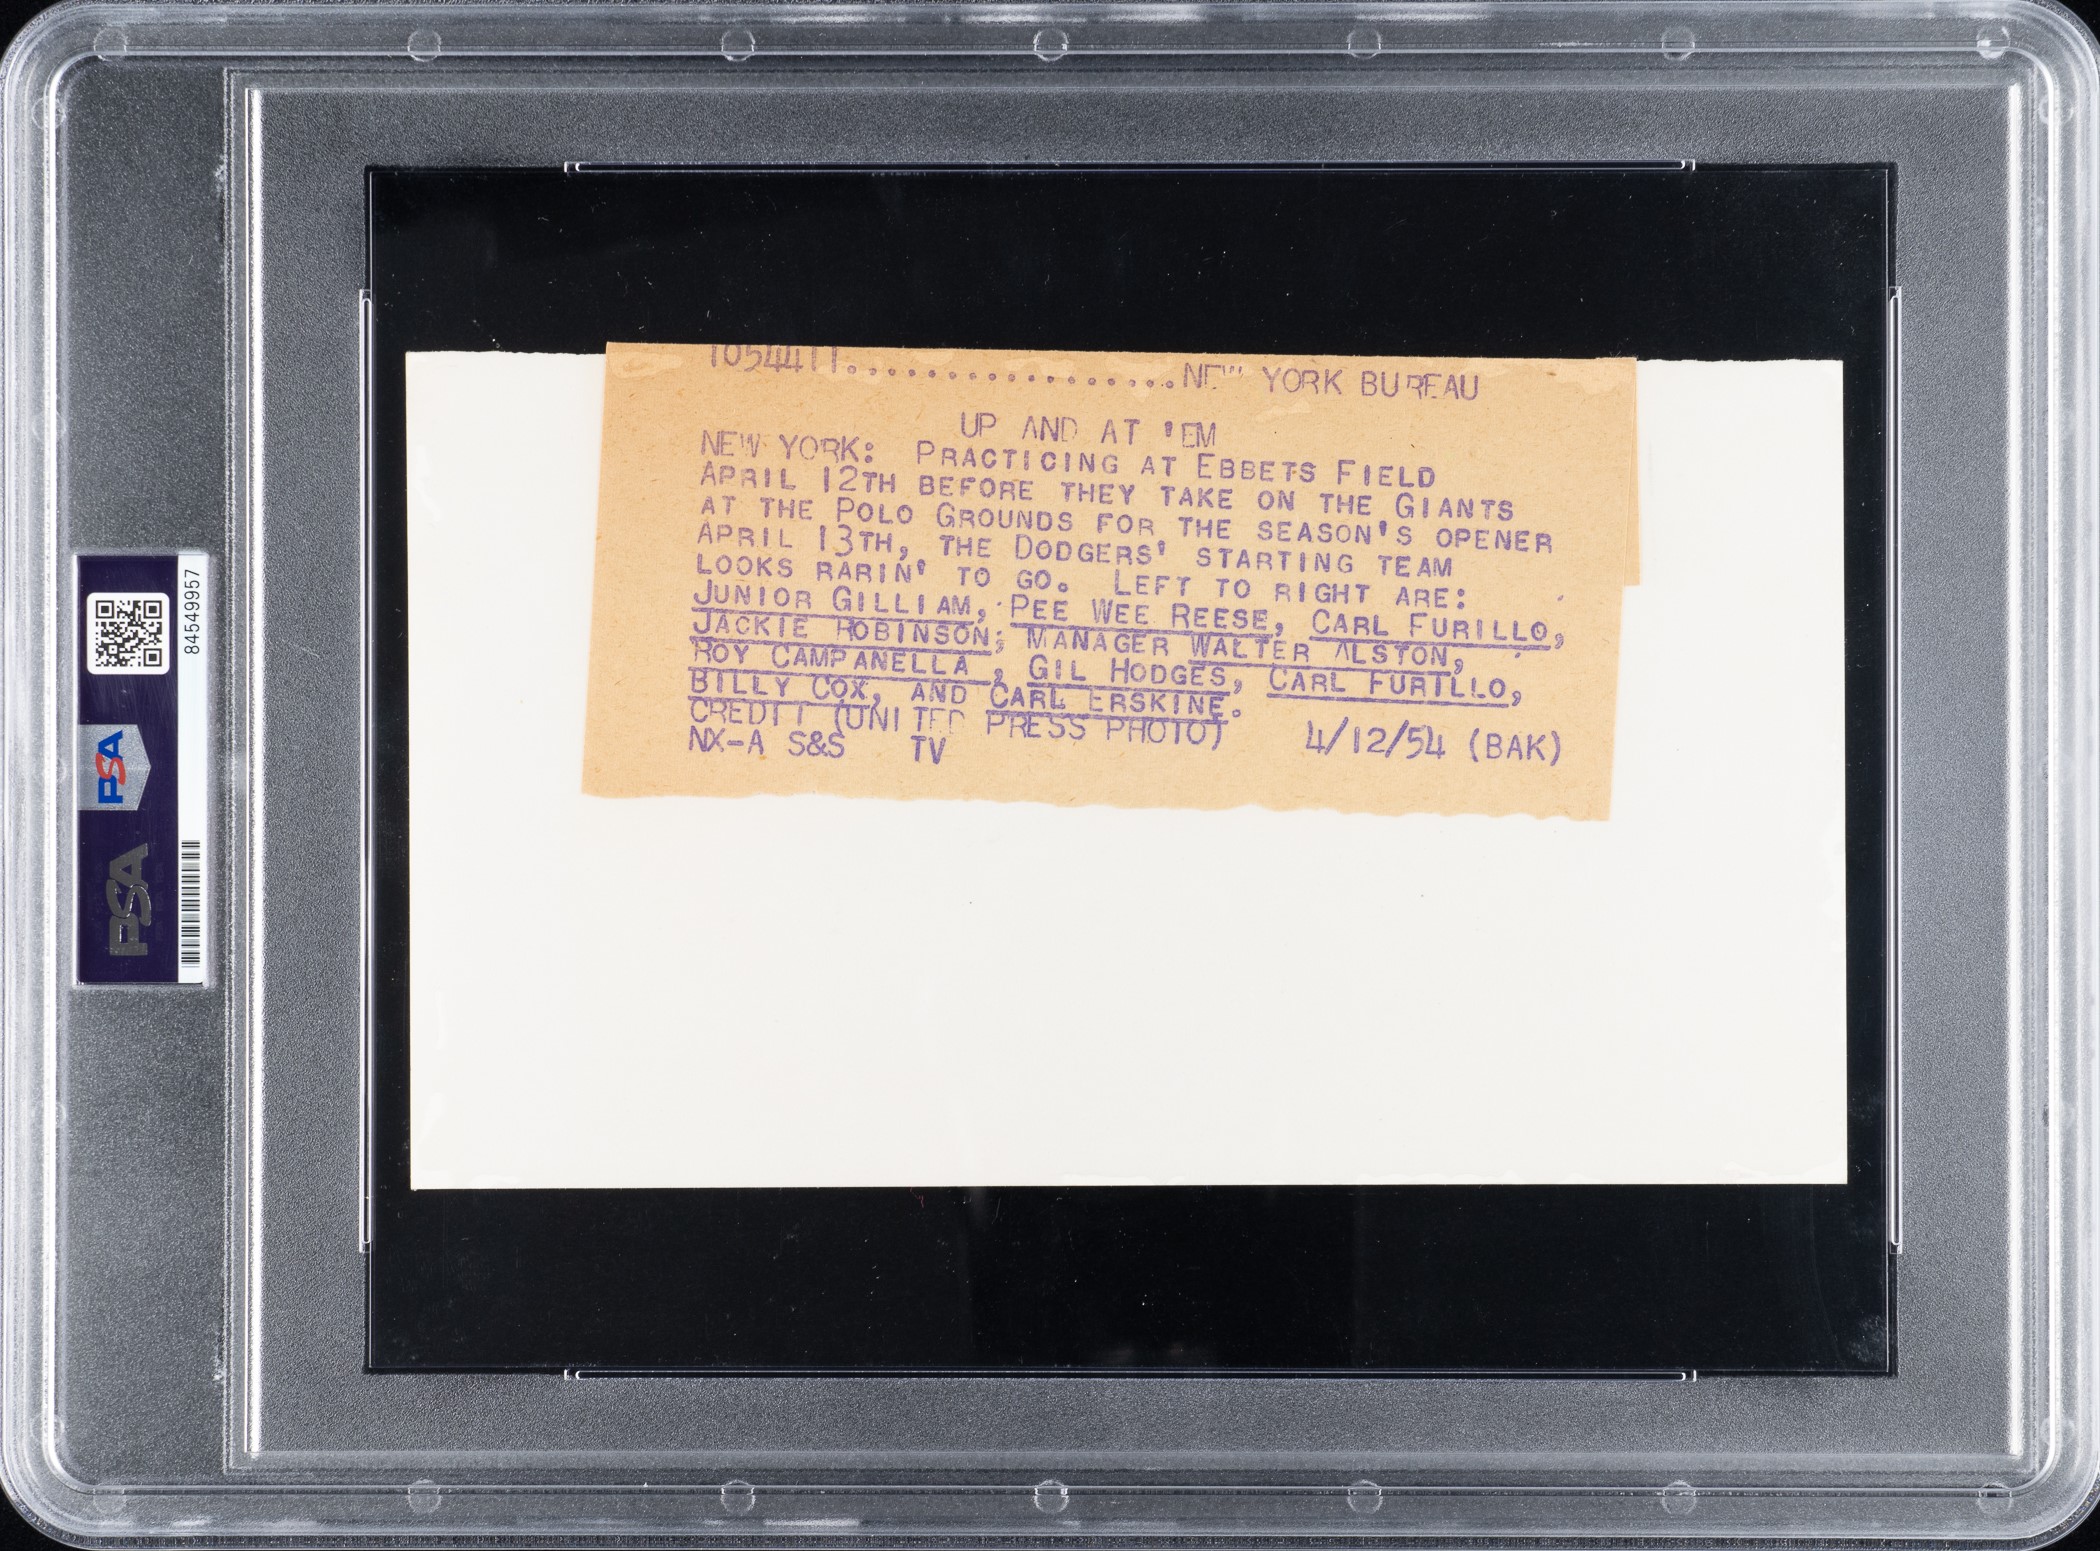 1054411...................NEW YORK BUREAU
UP AND AT 'EM
NEW YORK: PRACTICING AT EBBETS FIELD
APRIL 12TH BEFORE THEY TAKE ON THE GIANTS
AT THE POLO GROUNDS FOR THE SEASON'S OPENER
APRIL 13TH, THE DODGERS' STARTING TEAM
LOOKS RARIN' TO GO. LEFT TO RIGHT ARE:
JUNIOR GILLIAM, PEE WEE REESE, CARL FURILLO,
JACKIE ROBINSON; MANAGER WALTER ALSTON,
ROY CAMPANELLA, GIL HODGES, CARL FURILLO,
BILLY COX, AND CARL ERSKINE.
CREDIT (UNITED PRESS PHOTO)
NX-A S&S TV 4/12/54 (BAK)
84549957
PSA
PSA